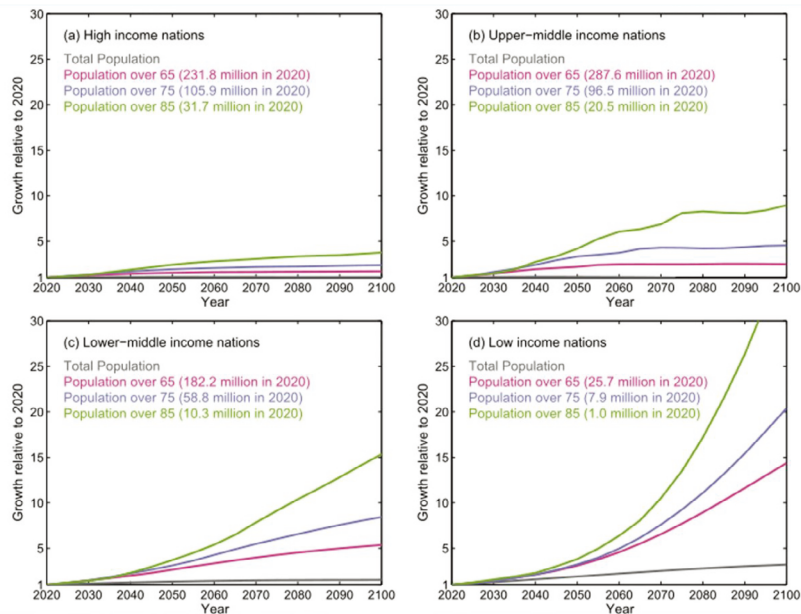 (a) High income nations
Total Population
Population over 65 (231.8 million in 2020)
Population over 75 (105.9 million in 2020)
Population over 85 (31.7 million in 2020)
Growth relative to 2020
30
25
20
15
10
5
1
2020 2030 2040 2050 2060 2070 2080 2090 2100
Year
(b) Upper−middle income nations
Total Population
Population over 65 (287.6 million in 2020)
Population over 75 (96.5 million in 2020)
Population over 85 (20.5 million in 2020)
Growth relative to 2020
30
25
20
15
10
5
1
2020 2030 2040 2050 2060 2070 2080 2090 2100
Year
(c) Lower−middle income nations
Total Population
Population over 65 (182.2 million in 2020)
Population over 75 (58.8 million in 2020)
Population over 85 (10.3 million in 2020)
Growth relative to 2020
30
25
20
15
10
5
1
2020 2030 2040 2050 2060 2070 2080 2090 2100
Year
(d) Low income nations
Total Population
Population over 65 (25.7 million in 2020)
Population over 75 (7.9 million in 2020)
Population over 85 (1.0 million in 2020)
Growth relative to 2020
30
25
20
15
10
5
1
2020 2030 2040 2050 2060 2070 2080 2090 2100
Year